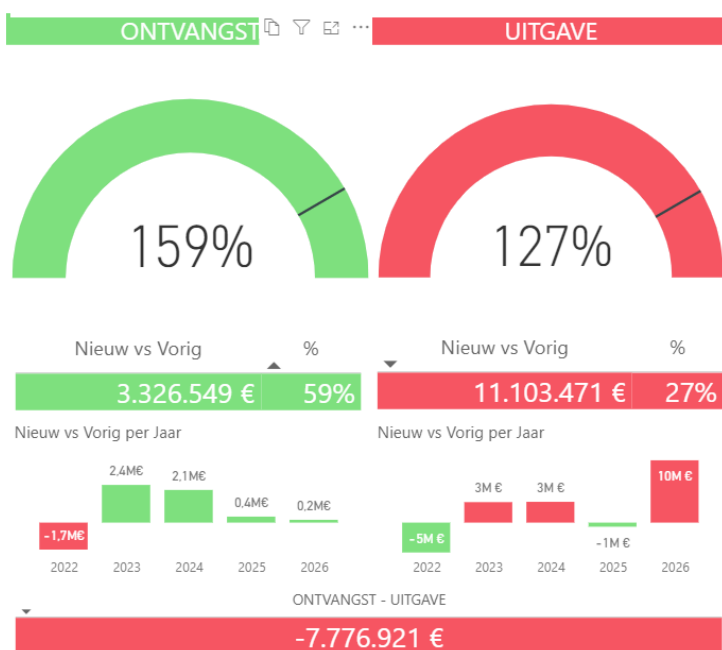 ONTVANGST
UITGAVE
159%
127%
Nieuw vs Vorig %
3.326.549 € 59%
Nieuw vs Vorig %
11.103.471 € 27%
Nieuw vs Vorig per Jaar
-1,7M€ 2,4M€ 2,1M€ 0,4M€ 0,2M€
2022 2023 2024 2025 2026
Nieuw vs Vorig per Jaar
-5M € 3M € 3M € -1M € 10M €
2022 2023 2024 2025 2026
ONTVANGST - UITGAVE
-7.776.921 €